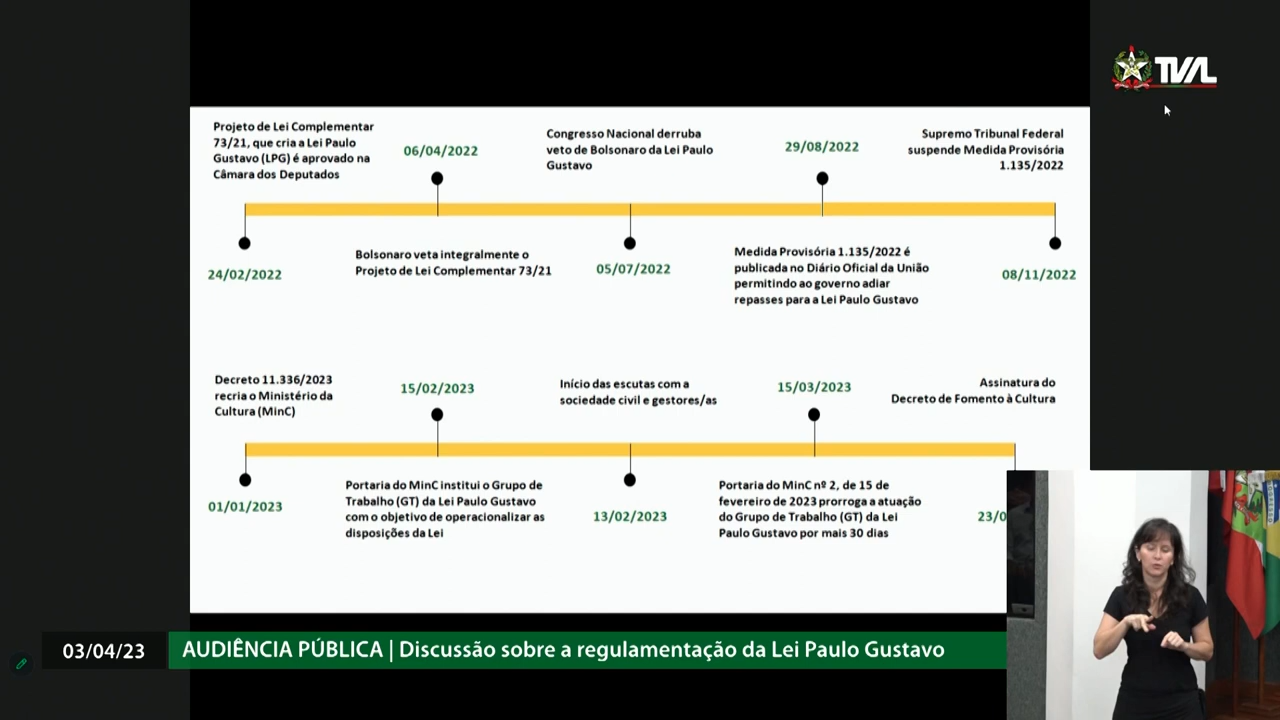 TVAL
Projeto de Lei Complementar
73/21, que cria a Lei Paulo
Gustavo (LPG) é aprovado na
Câmara dos Deputados
06/04/2022
Congresso Nacional derruba
veto de Bolsonaro da Lei Paulo
Gustavo
29/08/2022
Supremo Tribunal Federal
suspende Medida Provisória
1.135/2022
24/02/2022
Bolsonaro veta integralmente o
Projeto de Lei Complementar 73/21
05/07/2022
Medida Provisória 1.135/2022 é
publicada no Diário Oficial da União
permitindo ao governo adiar
repasses para a Lei Paulo Gustavo
08/11/2022
Decreto 11.336/2023
recria o Ministério da
Cultura (MinC)
15/02/2023
Início das escutas com a
sociedade civil e gestores/as
15/03/2023
Assinatura do
Decreto de Fomento à Cultura
01/01/2023
Portaria do MinC institui o Grupo de
Trabalho (GT) da Lei Paulo Gustavo
com o objetivo de operacionalizar as
disposições da Lei
13/02/2023
Portaria do MinC nº 2, de 15 de
fevereiro de 2023 prorroga a atuação
do Grupo de Trabalho (GT) da Lei
Paulo Gustavo por mais 30 dias
23/0
03/04/23
AUDIÊNCIA PÚBLICA | Discussão sobre a regulamentação da Lei Paulo Gustavo